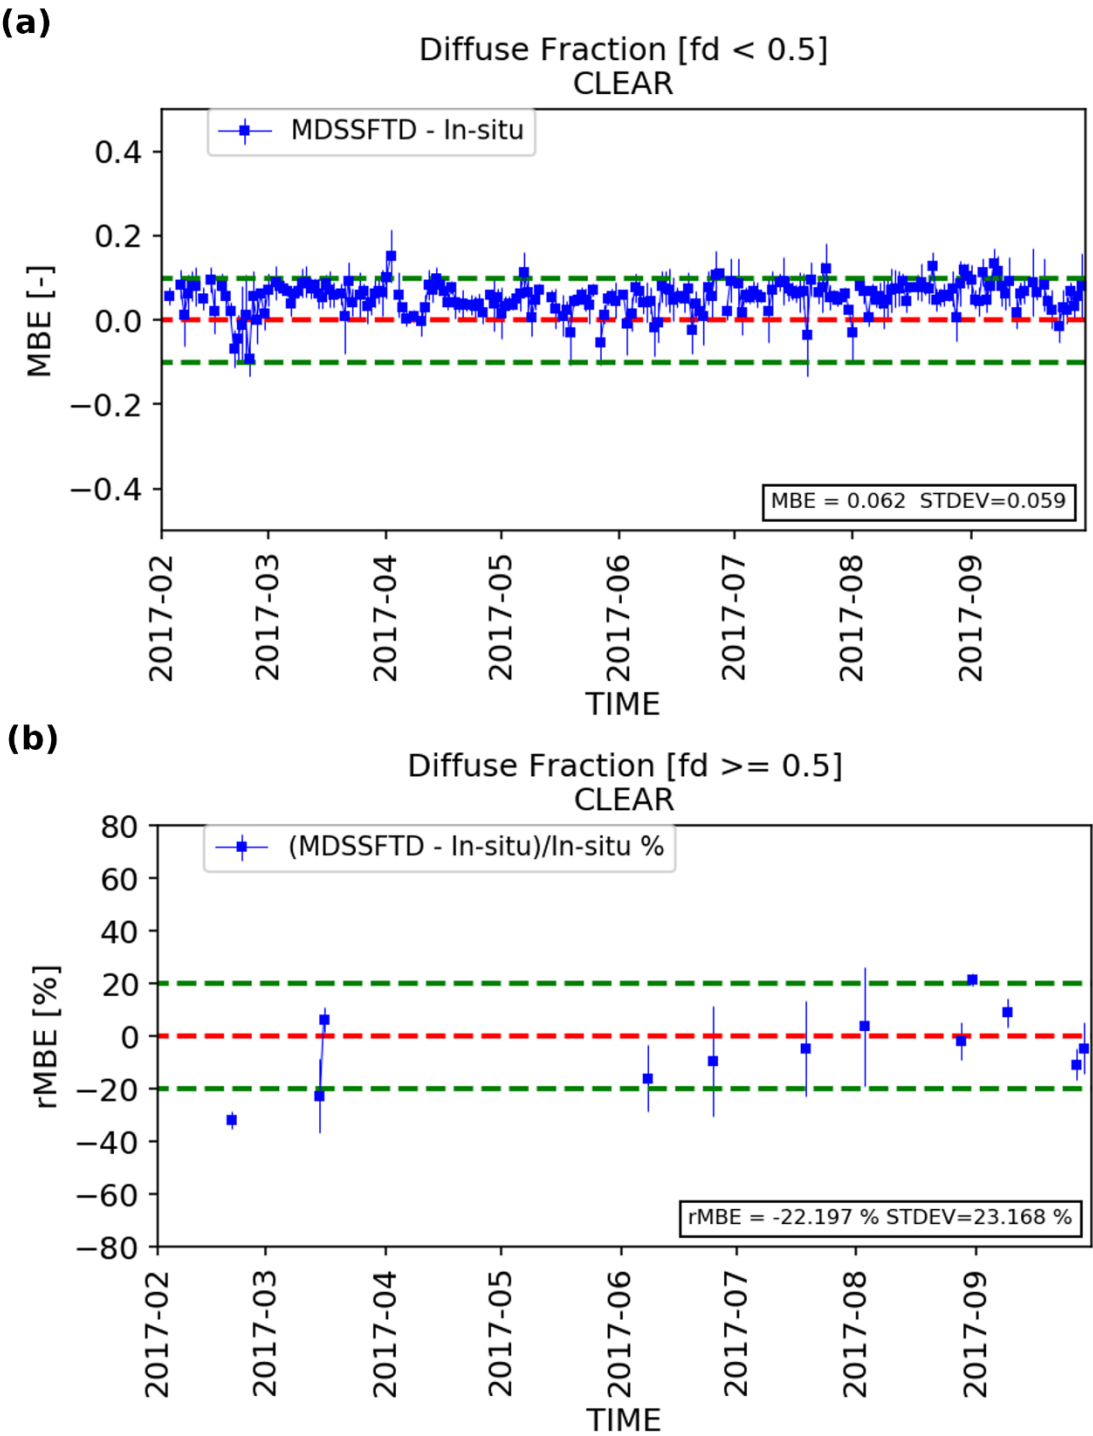 (a)
Diffuse Fraction [fd < 0.5]
CLEAR
MDSSFTD - In-situ
0.4
0.2
0.0
−0.2
−0.4
MBE [-]
MBE = 0.062 STDEV=0.059
2017-02
2017-03
2017-04
2017-05
2017-06
2017-07
2017-08
2017-09
TIME
(b)
Diffuse Fraction [fd >= 0.5]
CLEAR
(MDSSFTD - In-situ)/In-situ %
80
60
40
20
0
−20
−40
−60
−80
rMBE [%]
rMBE = -22.197 % STDEV=23.168 %
2017-02
2017-03
2017-04
2017-05
2017-06
2017-07
2017-08
2017-09
TIME